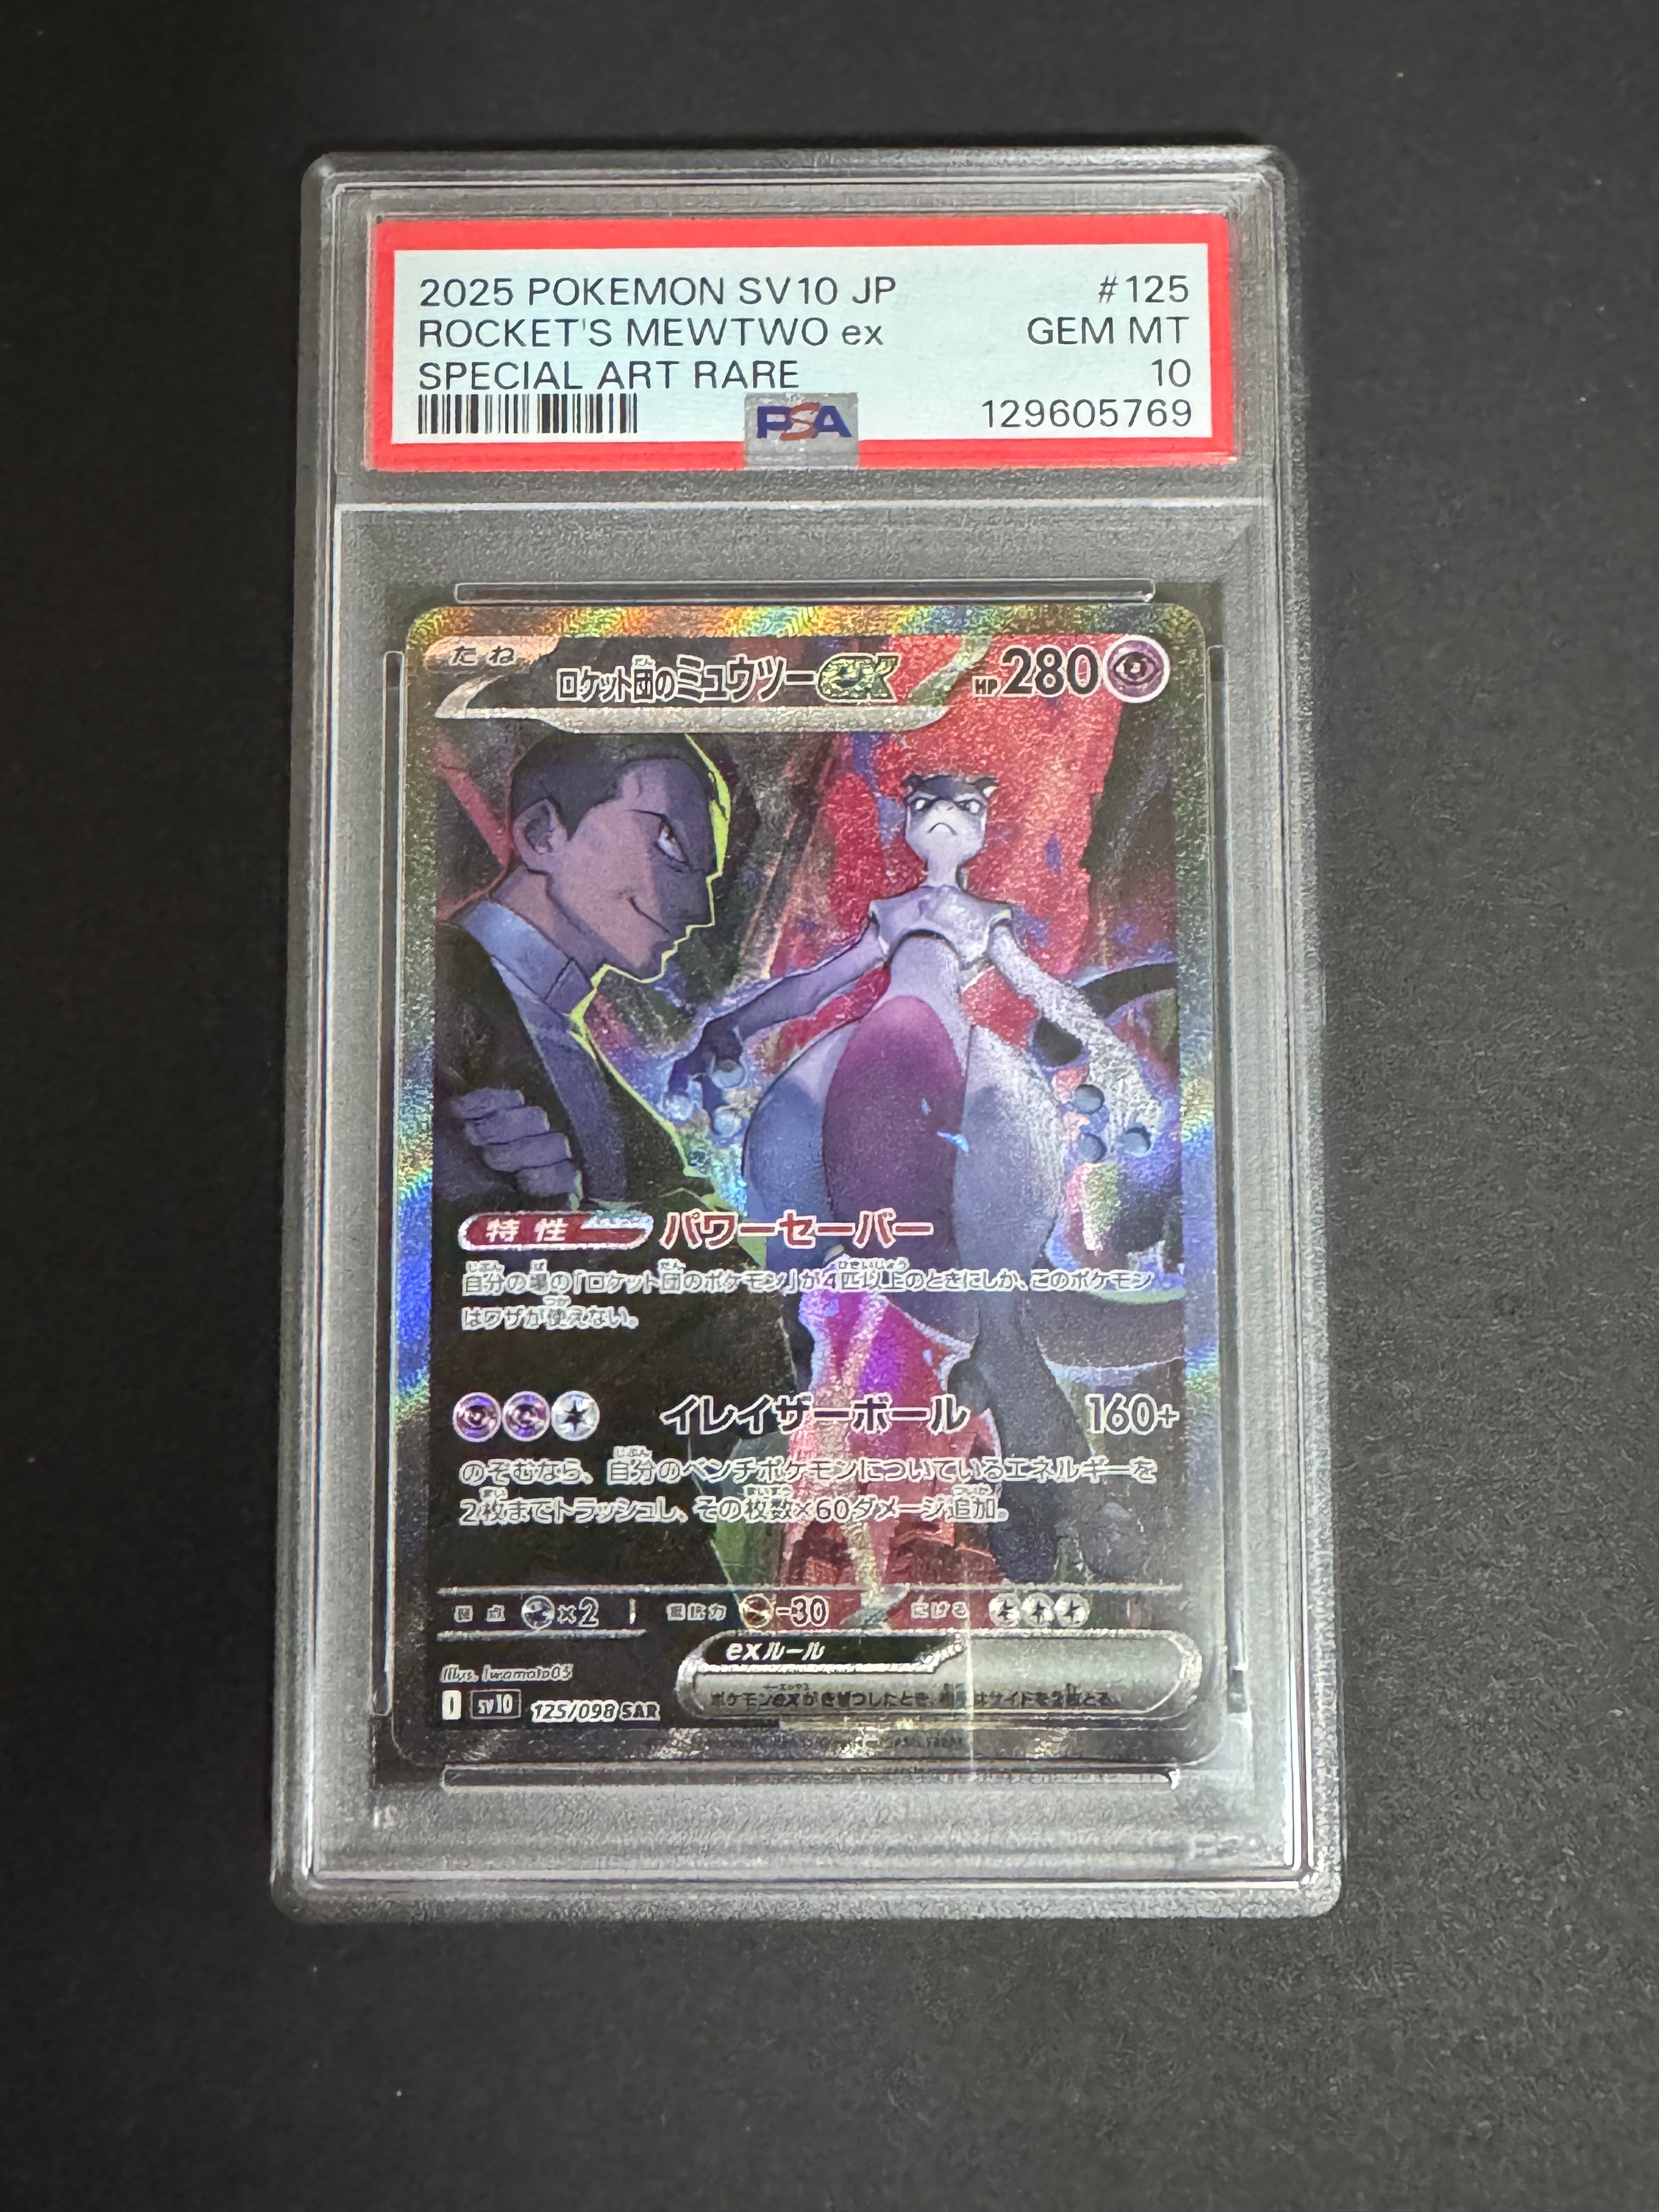 2025 POKEMON SV10 JP #125
ROCKET'S MEWTWO ex GEM MT
SPECIAL ART RARE 10
PSA 129605769
たね ロケット団のミュウツーex HP280
特性 パワーセーバー
自分の場の「ロケット団のポケモン」が4匹以上のときにしか、このポケモン
はワザが使えない。
イレイザーボール 160+
のぞむなら、自分のベンチポケモンについているエネルギーを
2枚までトラッシュし、その枚数×60ダメージ追加。
弱点 ×2 抵抗力 -30 にげる
exルール
Illus. Iwamoto05
ポケモンexがきぜつしたとき、相手はサイドを2枚とる。
I sv10 125/098 SAR